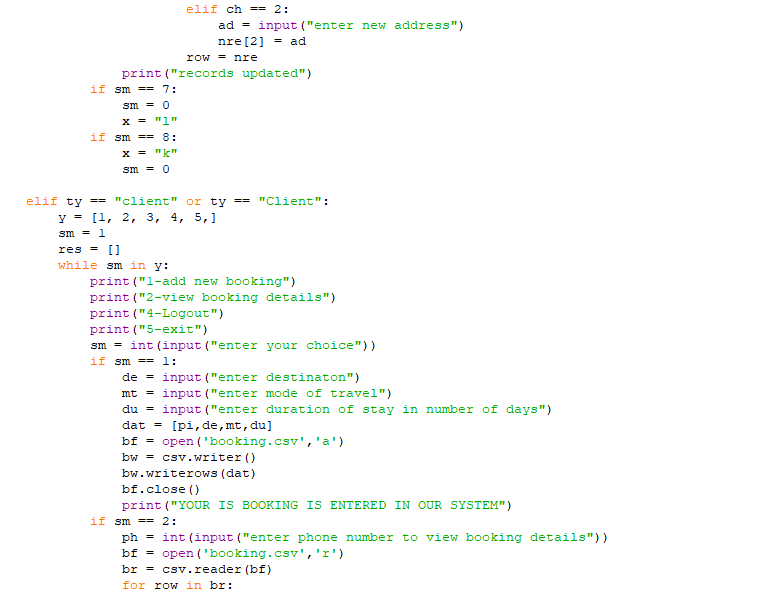 elif ch == 2:
                        ad = input("enter new address")
                        nre[2] = ad
                    row = nre
            print("records updated")
        if sm == 7:
            sm = 0
            x = "l"
        if sm == 8:
            x = "k"
            sm = 0

elif ty == "client" or ty == "Client":
    y = [1, 2, 3, 4, 5,]
    sm = 1
    res = []
    while sm in y:
        print("1-add new booking")
        print("2-view booking details")
        print("4-Logout")
        print("5-exit")
        sm = int(input("enter your choice"))
        if sm == 1:
            de = input("enter destinaton")
            mt = input("enter mode of travel")
            du = input("enter duration of stay in number of days")
            dat = [pi,de,mt,du]
            bf = open('booking.csv','a')
            bw = csv.writer()
            bw.writerows(dat)
            bf.close()
            print("YOUR IS BOOKING IS ENTERED IN OUR SYSTEM")
        if sm == 2:
            ph = int(input("enter phone number to view booking details"))
            bf = open('booking.csv','r')
            br = csv.reader(bf)
            for row in br: